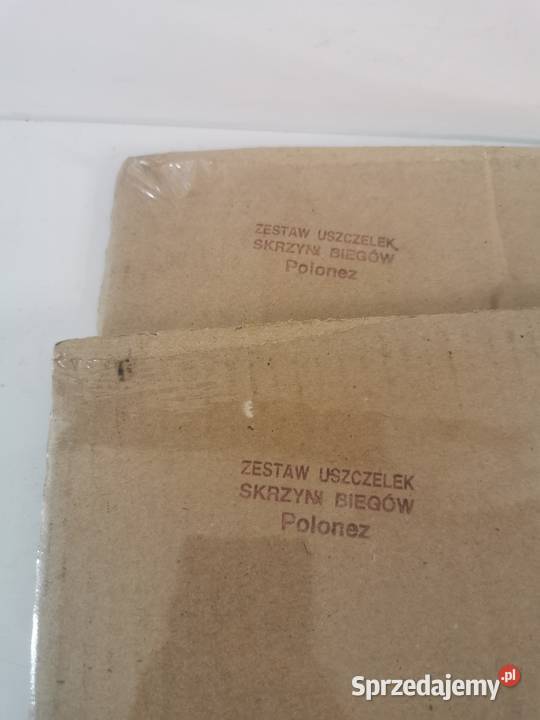 ZESTAW USZCZELEK
SKRZYNI BIEGÓW
Polonez
ZESTAW USZCZELEK
SKRZYNI BIEGÓW
Polonez
Sprzedajemy.pl